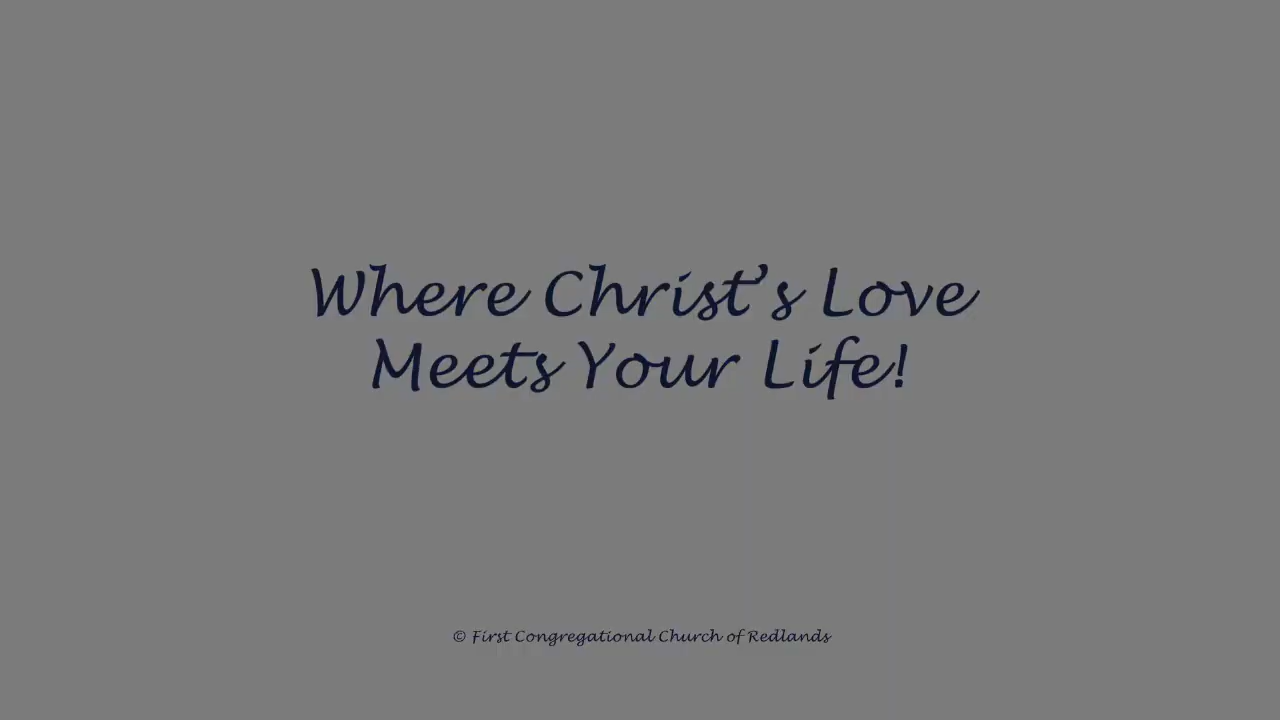 Where Christ's Love
Meets Your Life!
© First Congregational Church of Redlands